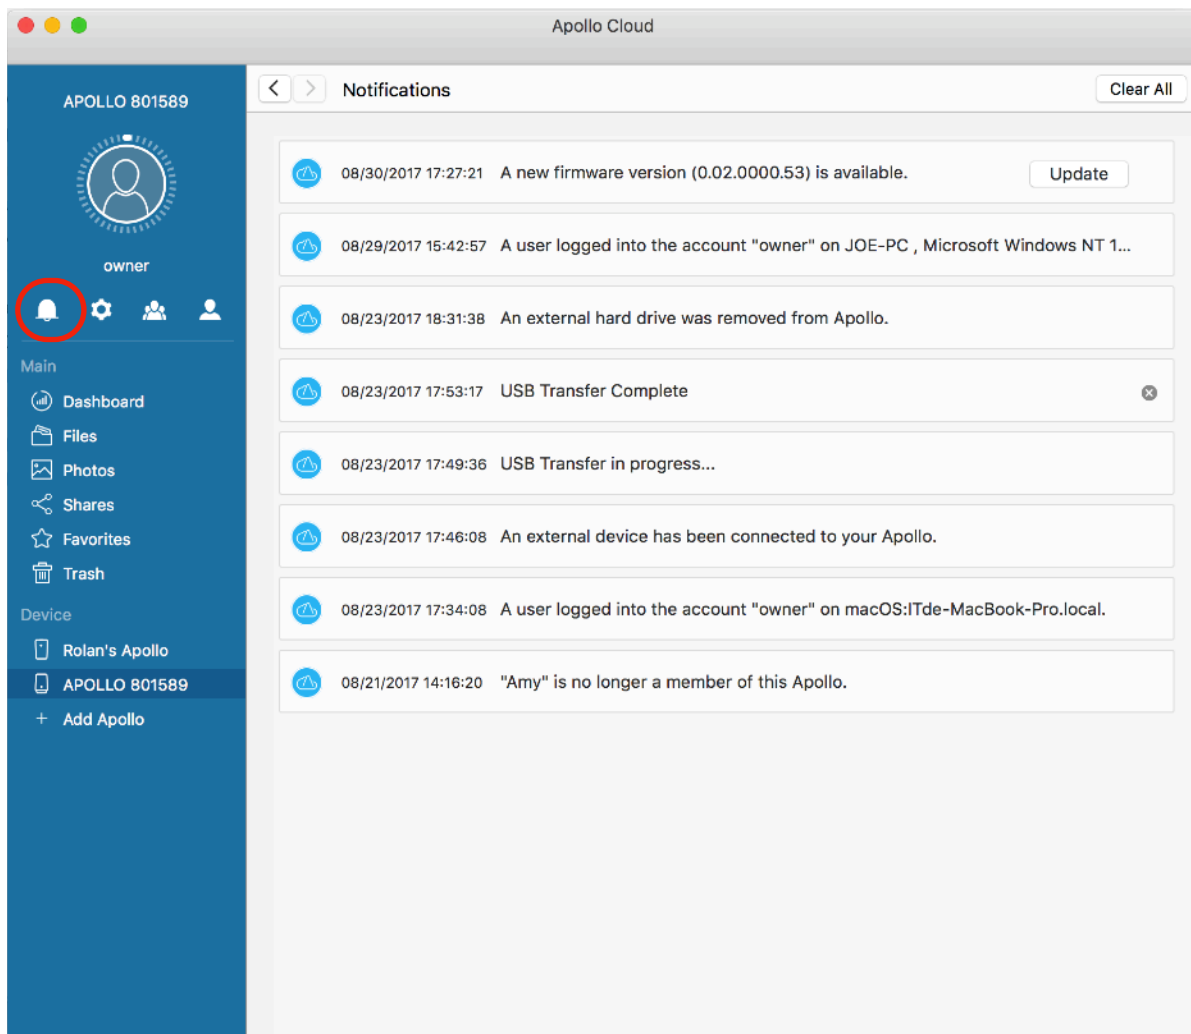 Apollo Cloud
APOLLO 801589
owner
Main
Dashboard
Files
Photos
Shares
Favorites
Trash
Device
Rolan's Apollo
APOLLO 801589
+ Add Apollo
< > Notifications Clear All
08/30/2017 17:27:21 A new firmware version (0.02.0000.53) is available. Update
08/29/2017 15:42:57 A user logged into the account "owner" on JOE-PC , Microsoft Windows NT 1...
08/23/2017 18:31:38 An external hard drive was removed from Apollo.
08/23/2017 17:53:17 USB Transfer Complete
08/23/2017 17:49:36 USB Transfer in progress...
08/23/2017 17:46:08 An external device has been connected to your Apollo.
08/23/2017 17:34:08 A user logged into the account "owner" on macOS:ITde-MacBook-Pro.local.
08/21/2017 14:16:20 "Amy" is no longer a member of this Apollo.